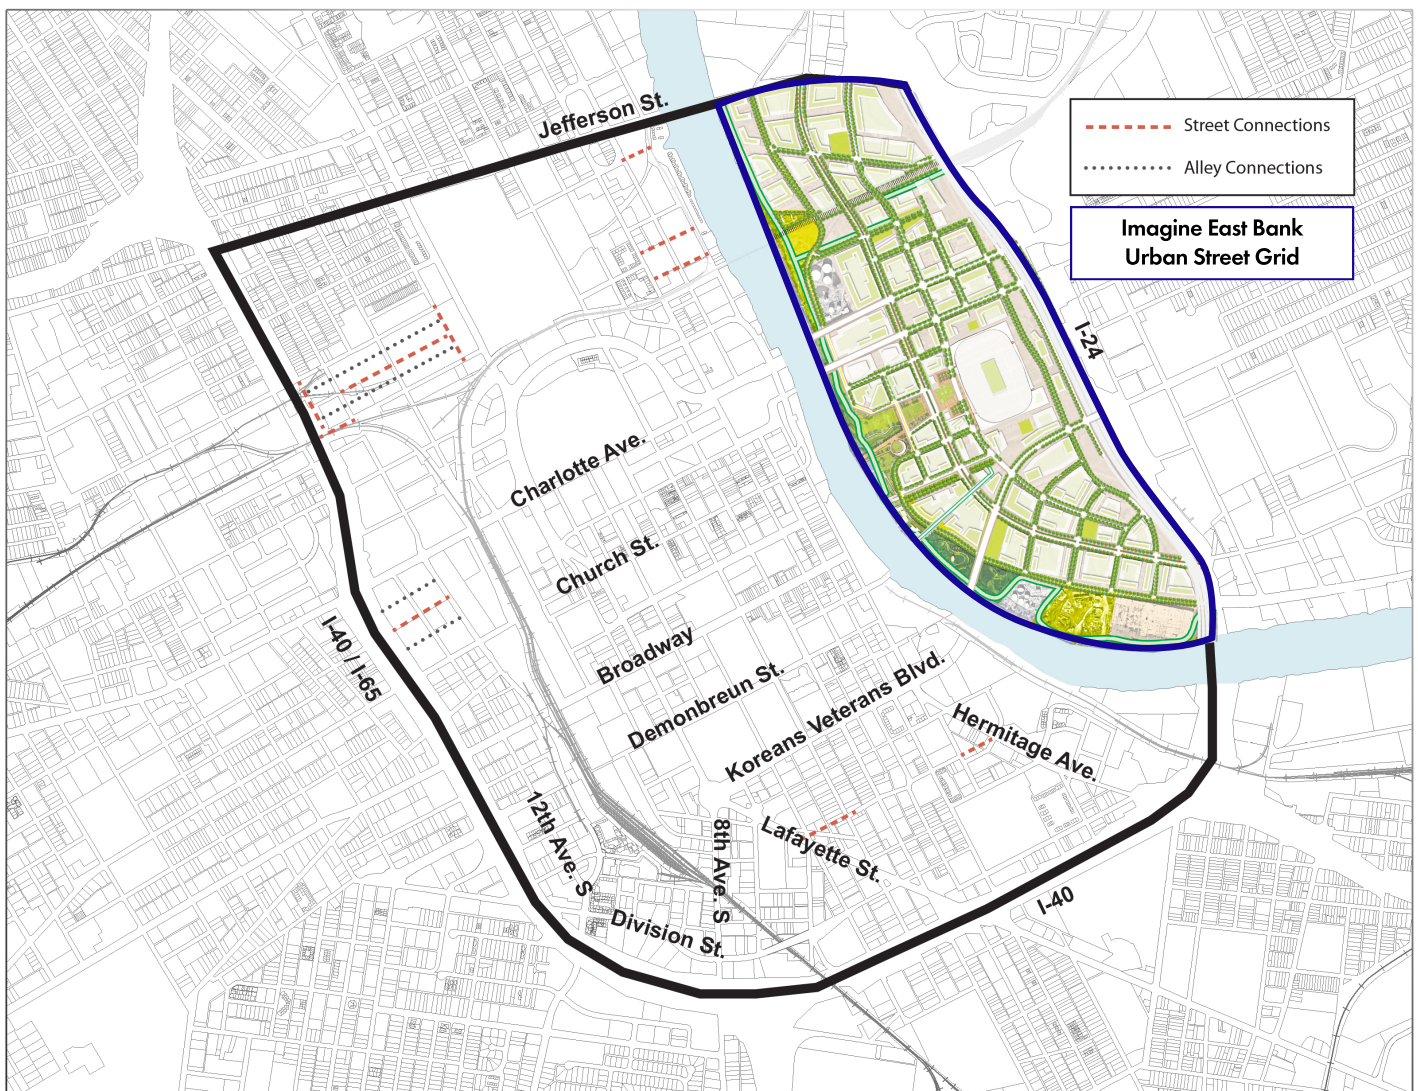 Jefferson St.
Street Connections
Alley Connections
Imagine East Bank
Urban Street Grid
I-24
Charlotte Ave.
Church St.
Broadway
I-40 / I-65
Demonbreun St.
Koreans Veterans Blvd.
Hermitage Ave.
12th Ave. S
8th Ave. S
Lafayette St.
I-40
Division St.